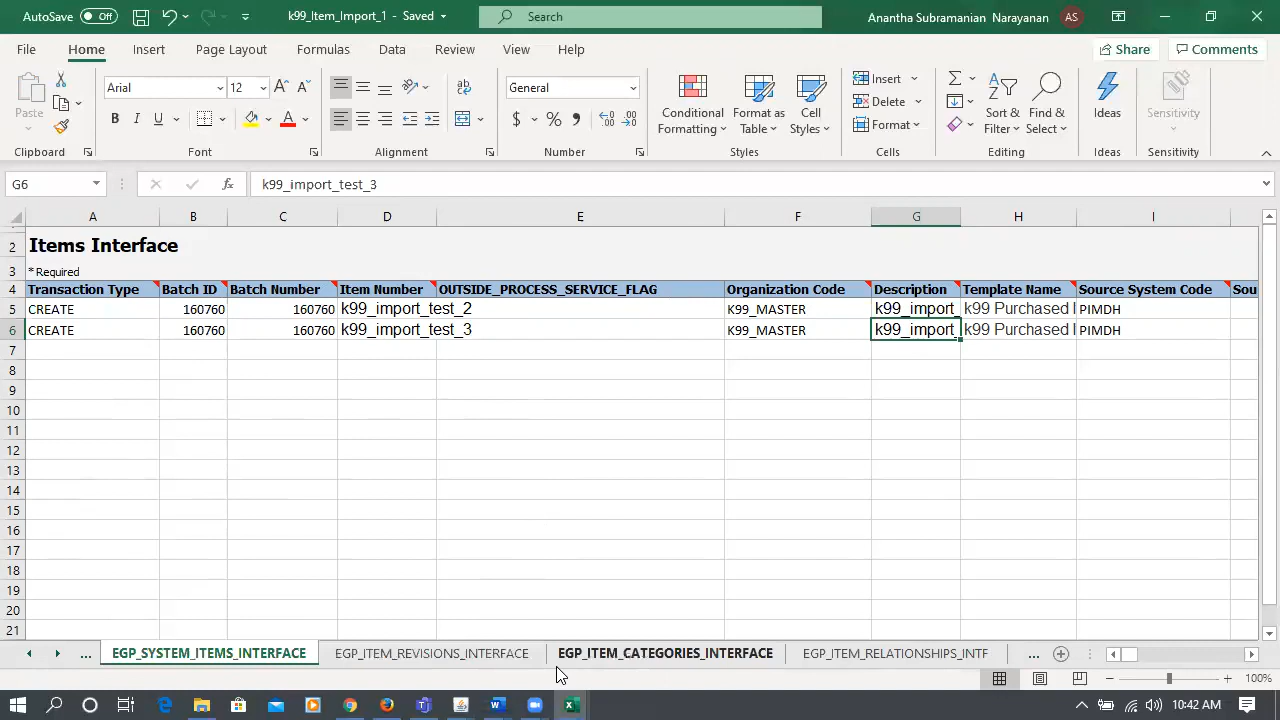 AutoSave Off k99_Item_Import_1 - Saved Search Anantha Subramanian Narayanan AS
File Home Insert Page Layout Formulas Data Review View Help Share Comments
Paste Arial 12 General Conditional Formatting Format as Table Cell Styles Insert Delete Format Sort & Filter Find & Select Ideas Sensitivity
Clipboard Font Alignment Number Styles Cells Editing Ideas Sensitivity
G6 fx k99_import_test_3
A B C D E F G H I
2 Items Interface
3 * Required
4 Transaction Type Batch ID Batch Number Item Number OUTSIDE_PROCESS_SERVICE_FLAG Organization Code Description Template Name Source System Code Sou
5 CREATE 160760 160760 k99_import_test_2 K99_MASTER k99_import_ k99 Purchased I PIMDH
6 CREATE 160760 160760 k99_import_test_3 K99_MASTER k99_import_ k99 Purchased I PIMDH
7
8
9
10
11
12
13
14
15
16
17
18
19
20
21
... EGP_SYSTEM_ITEMS_INTERFACE EGP_ITEM_REVISIONS_INTERFACE EGP_ITEM_CATEGORIES_INTERFACE EGP_ITEM_RELATIONSHIPS_INTF ...
100%
10:42 AM